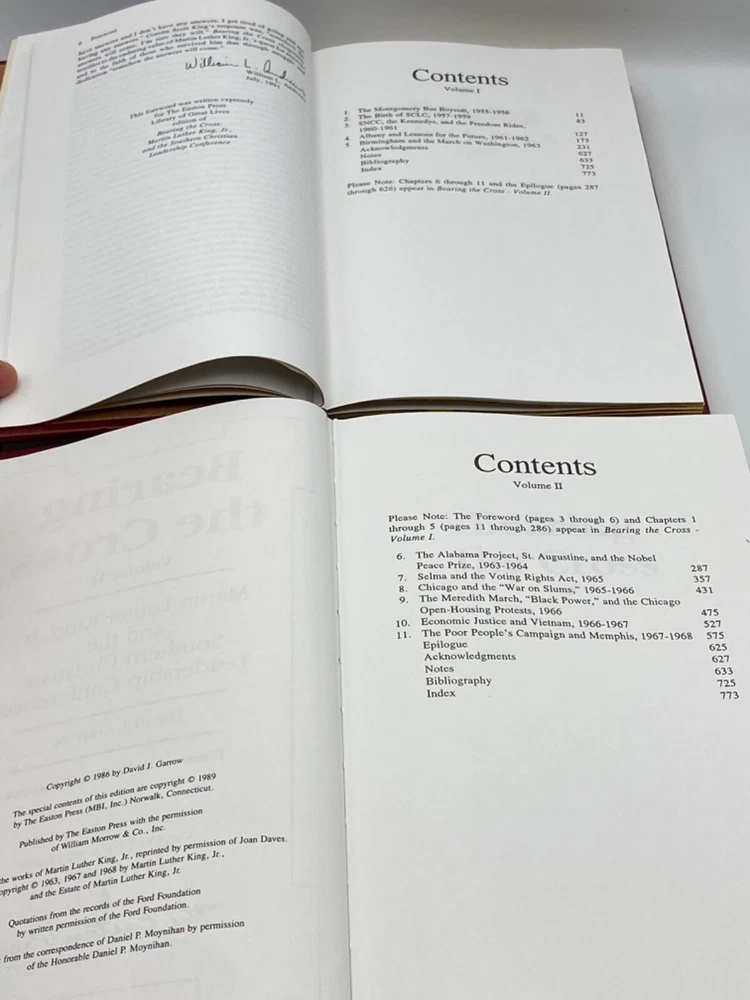 Foreword
William L. Andrews
July, 1991
This Foreword was written expressly
for The Easton Press
Library of Great Lives
edition of
Bearing the Cross:
Martin Luther King, Jr.,
and the Southern Christian
Leadership Conference
Contents
Volume I
1. The Montgomery Bus Boycott, 1955-1956 11
2. The Birth of SCLC, 1957-1959 83
3. SNCC, the Kennedys, and the Freedom Rides,
1960-1961 127
4. Albany and Lessons for the Future, 1961-1962 173
5. Birmingham and the March on Washington, 1963 231
Acknowledgments 627
Notes 633
Bibliography 725
Index 773
Please Note: Chapters 6 through 11 and the Epilogue (pages 287
through 626) appear in Bearing the Cross - Volume II.
Contents
Volume II
Please Note: The Foreword (pages 3 through 6) and Chapters 1
through 5 (pages 11 through 286) appear in Bearing the Cross -
Volume I.
6. The Alabama Project, St. Augustine, and the Nobel
Peace Prize, 1963-1964 287
7. Selma and the Voting Rights Act, 1965 357
8. Chicago and the "War on Slums," 1965-1966 431
9. The Meredith March, "Black Power," and the Chicago
Open-Housing Protests, 1966 475
10. Economic Justice and Vietnam, 1966-1967 527
11. The Poor People's Campaign and Memphis, 1967-1968 575
Epilogue 625
Acknowledgments 627
Notes 633
Bibliography 725
Index 773
Copyright © 1986 by David J. Garrow
The special contents of this edition are copyright © 1989
by The Easton Press (MBI, Inc.) Norwalk, Connecticut.
Published by The Easton Press with the permission
of William Morrow & Co., Inc.
the works of Martin Luther King, Jr., reprinted by permission of Joan Daves.
opyright © 1963, 1967 and 1968 by Martin Luther King, Jr.,
and the Estate of Martin Luther King, Jr.
Quotations from the records of the Ford Foundation
by written permission of the Ford Foundation.
from the correspondence of Daniel P. Moynihan by permission
of the Honorable Daniel P. Moynihan.